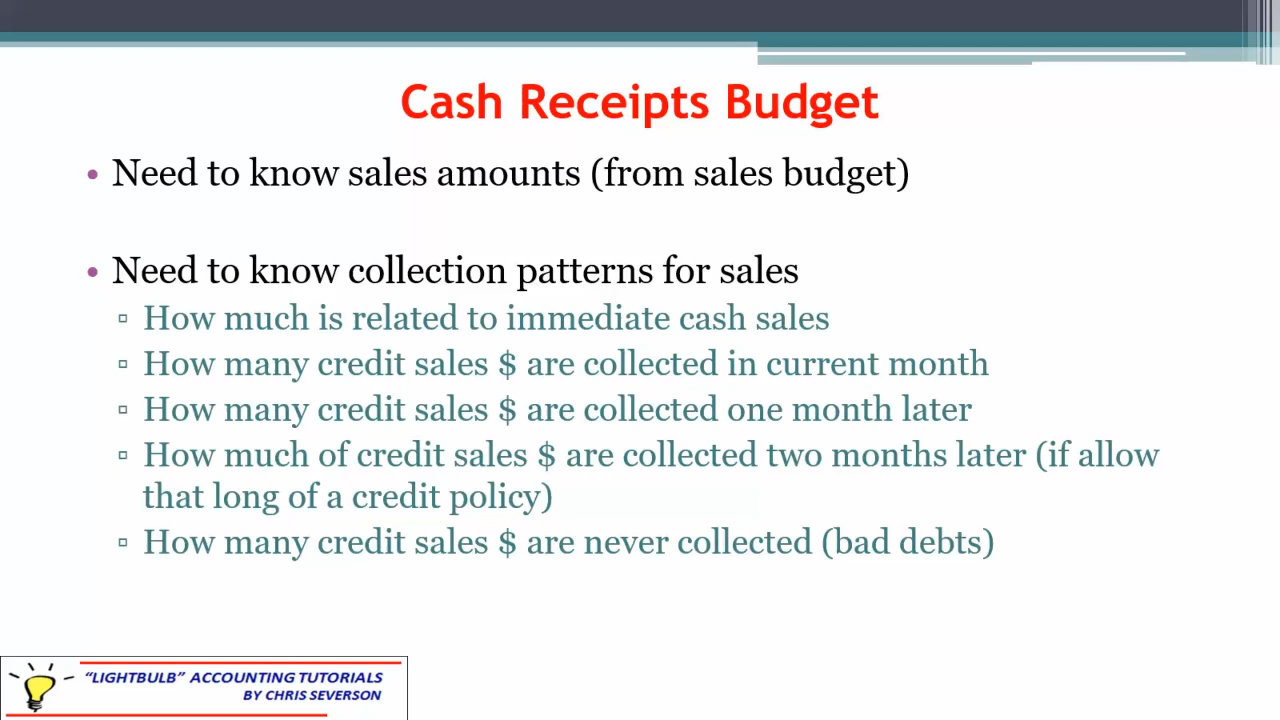 Cash Receipts Budget
• Need to know sales amounts (from sales budget)
• Need to know collection patterns for sales
▫ How much is related to immediate cash sales
▫ How many credit sales $ are collected in current month
▫ How many credit sales $ are collected one month later
▫ How much of credit sales $ are collected two months later (if allow
that long of a credit policy)
▫ How many credit sales $ are never collected (bad debts)
“LIGHTBULB” ACCOUNTING TUTORIALS
BY CHRIS SEVERSON